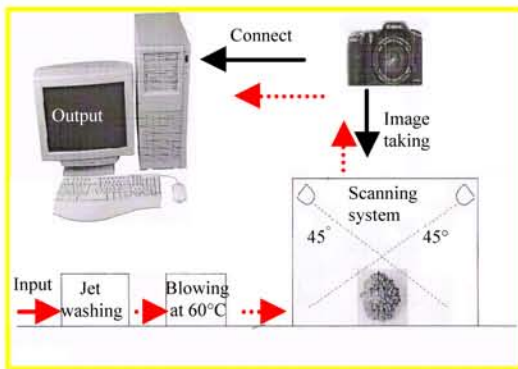 Connect
Output
Image
taking
Scanning
system
45°
45°
Input
Jet
washing
Blowing
at 60°C